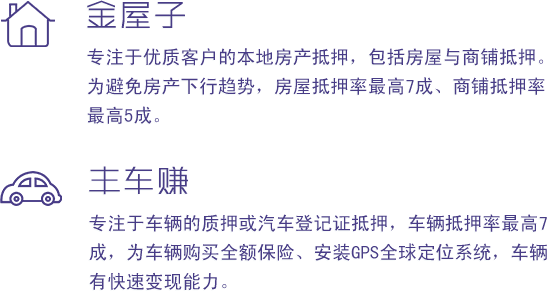 金屋子
专注于优质客户的本地房产抵押，包括房屋与商铺抵押。
为避免房产下行趋势，房屋抵押率最高7成、商铺抵押率
最高5成。
丰车赚
专注于车辆的质押或汽车登记证抵押，车辆抵押率最高7
成，为车辆购买全额保险、安装GPS全球定位系统，车辆
有快速变现能力。